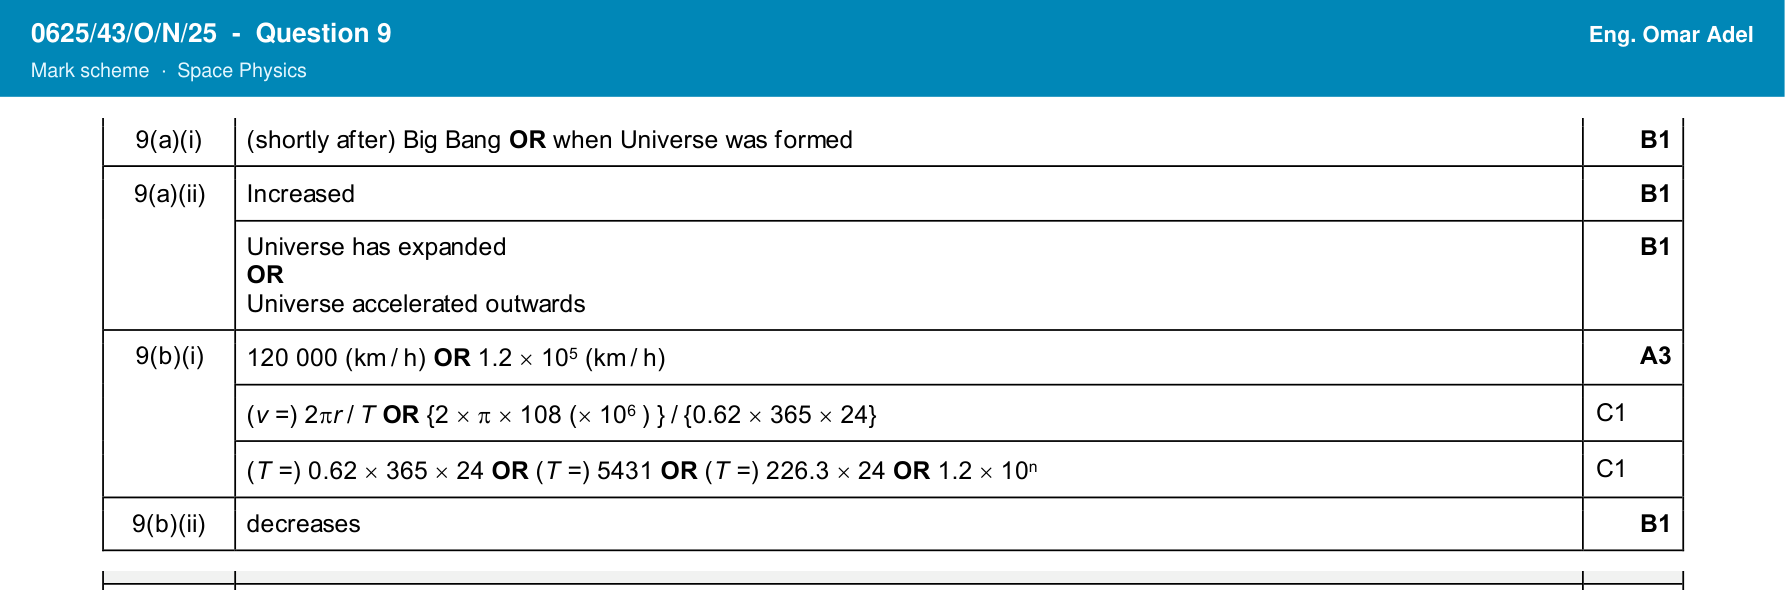 0625/43/O/N/25 - Question 9
Eng. Omar Adel
Mark scheme · Space Physics
9(a)(i) (shortly after) Big Bang OR when Universe was formed B1
9(a)(ii) Increased B1
Universe has expanded B1
OR
Universe accelerated outwards
9(b)(i) 120 000 (km / h) OR 1.2 × 10⁵ (km / h) A3
(v =) 2πr / T OR {2 × π × 108 (× 10⁶ ) } / {0.62 × 365 × 24} C1
(T =) 0.62 × 365 × 24 OR (T =) 5431 OR (T =) 226.3 × 24 OR 1.2 × 10ⁿ C1
9(b)(ii) decreases B1